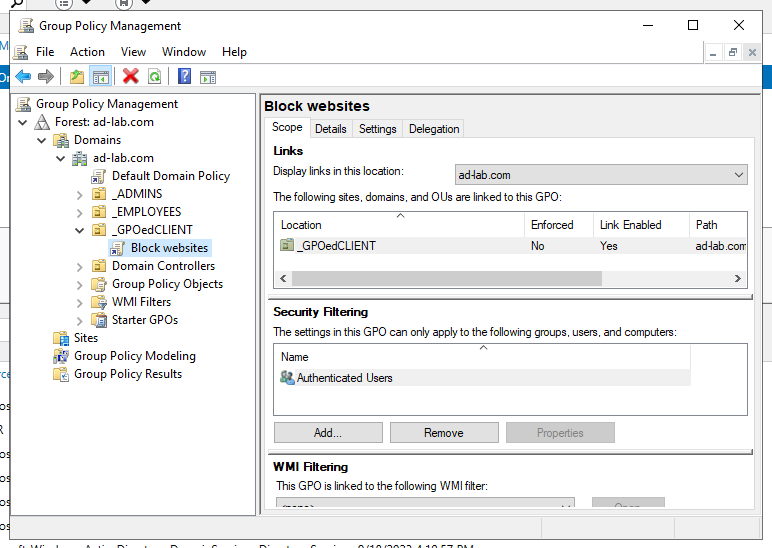 Group Policy Management
File Action View Window Help
Group Policy Management
Forest: ad-lab.com
Domains
ad-lab.com
Default Domain Policy
_ADMINS
_EMPLOYEES
_GPOedCLIENT
Block websites
Domain Controllers
Group Policy Objects
WMI Filters
Starter GPOs
Sites
Group Policy Modeling
Group Policy Results
Block websites
Scope Details Settings Delegation
Links
Display links in this location: ad-lab.com
The following sites, domains, and OUs are linked to this GPO:
Location Enforced Link Enabled Path
_GPOedCLIENT No Yes ad-lab.com
Security Filtering
The settings in this GPO can only apply to the following groups, users, and computers:
Name
Authenticated Users
Add... Remove Properties
WMI Filtering
This GPO is linked to the following WMI filter:
<none> Open